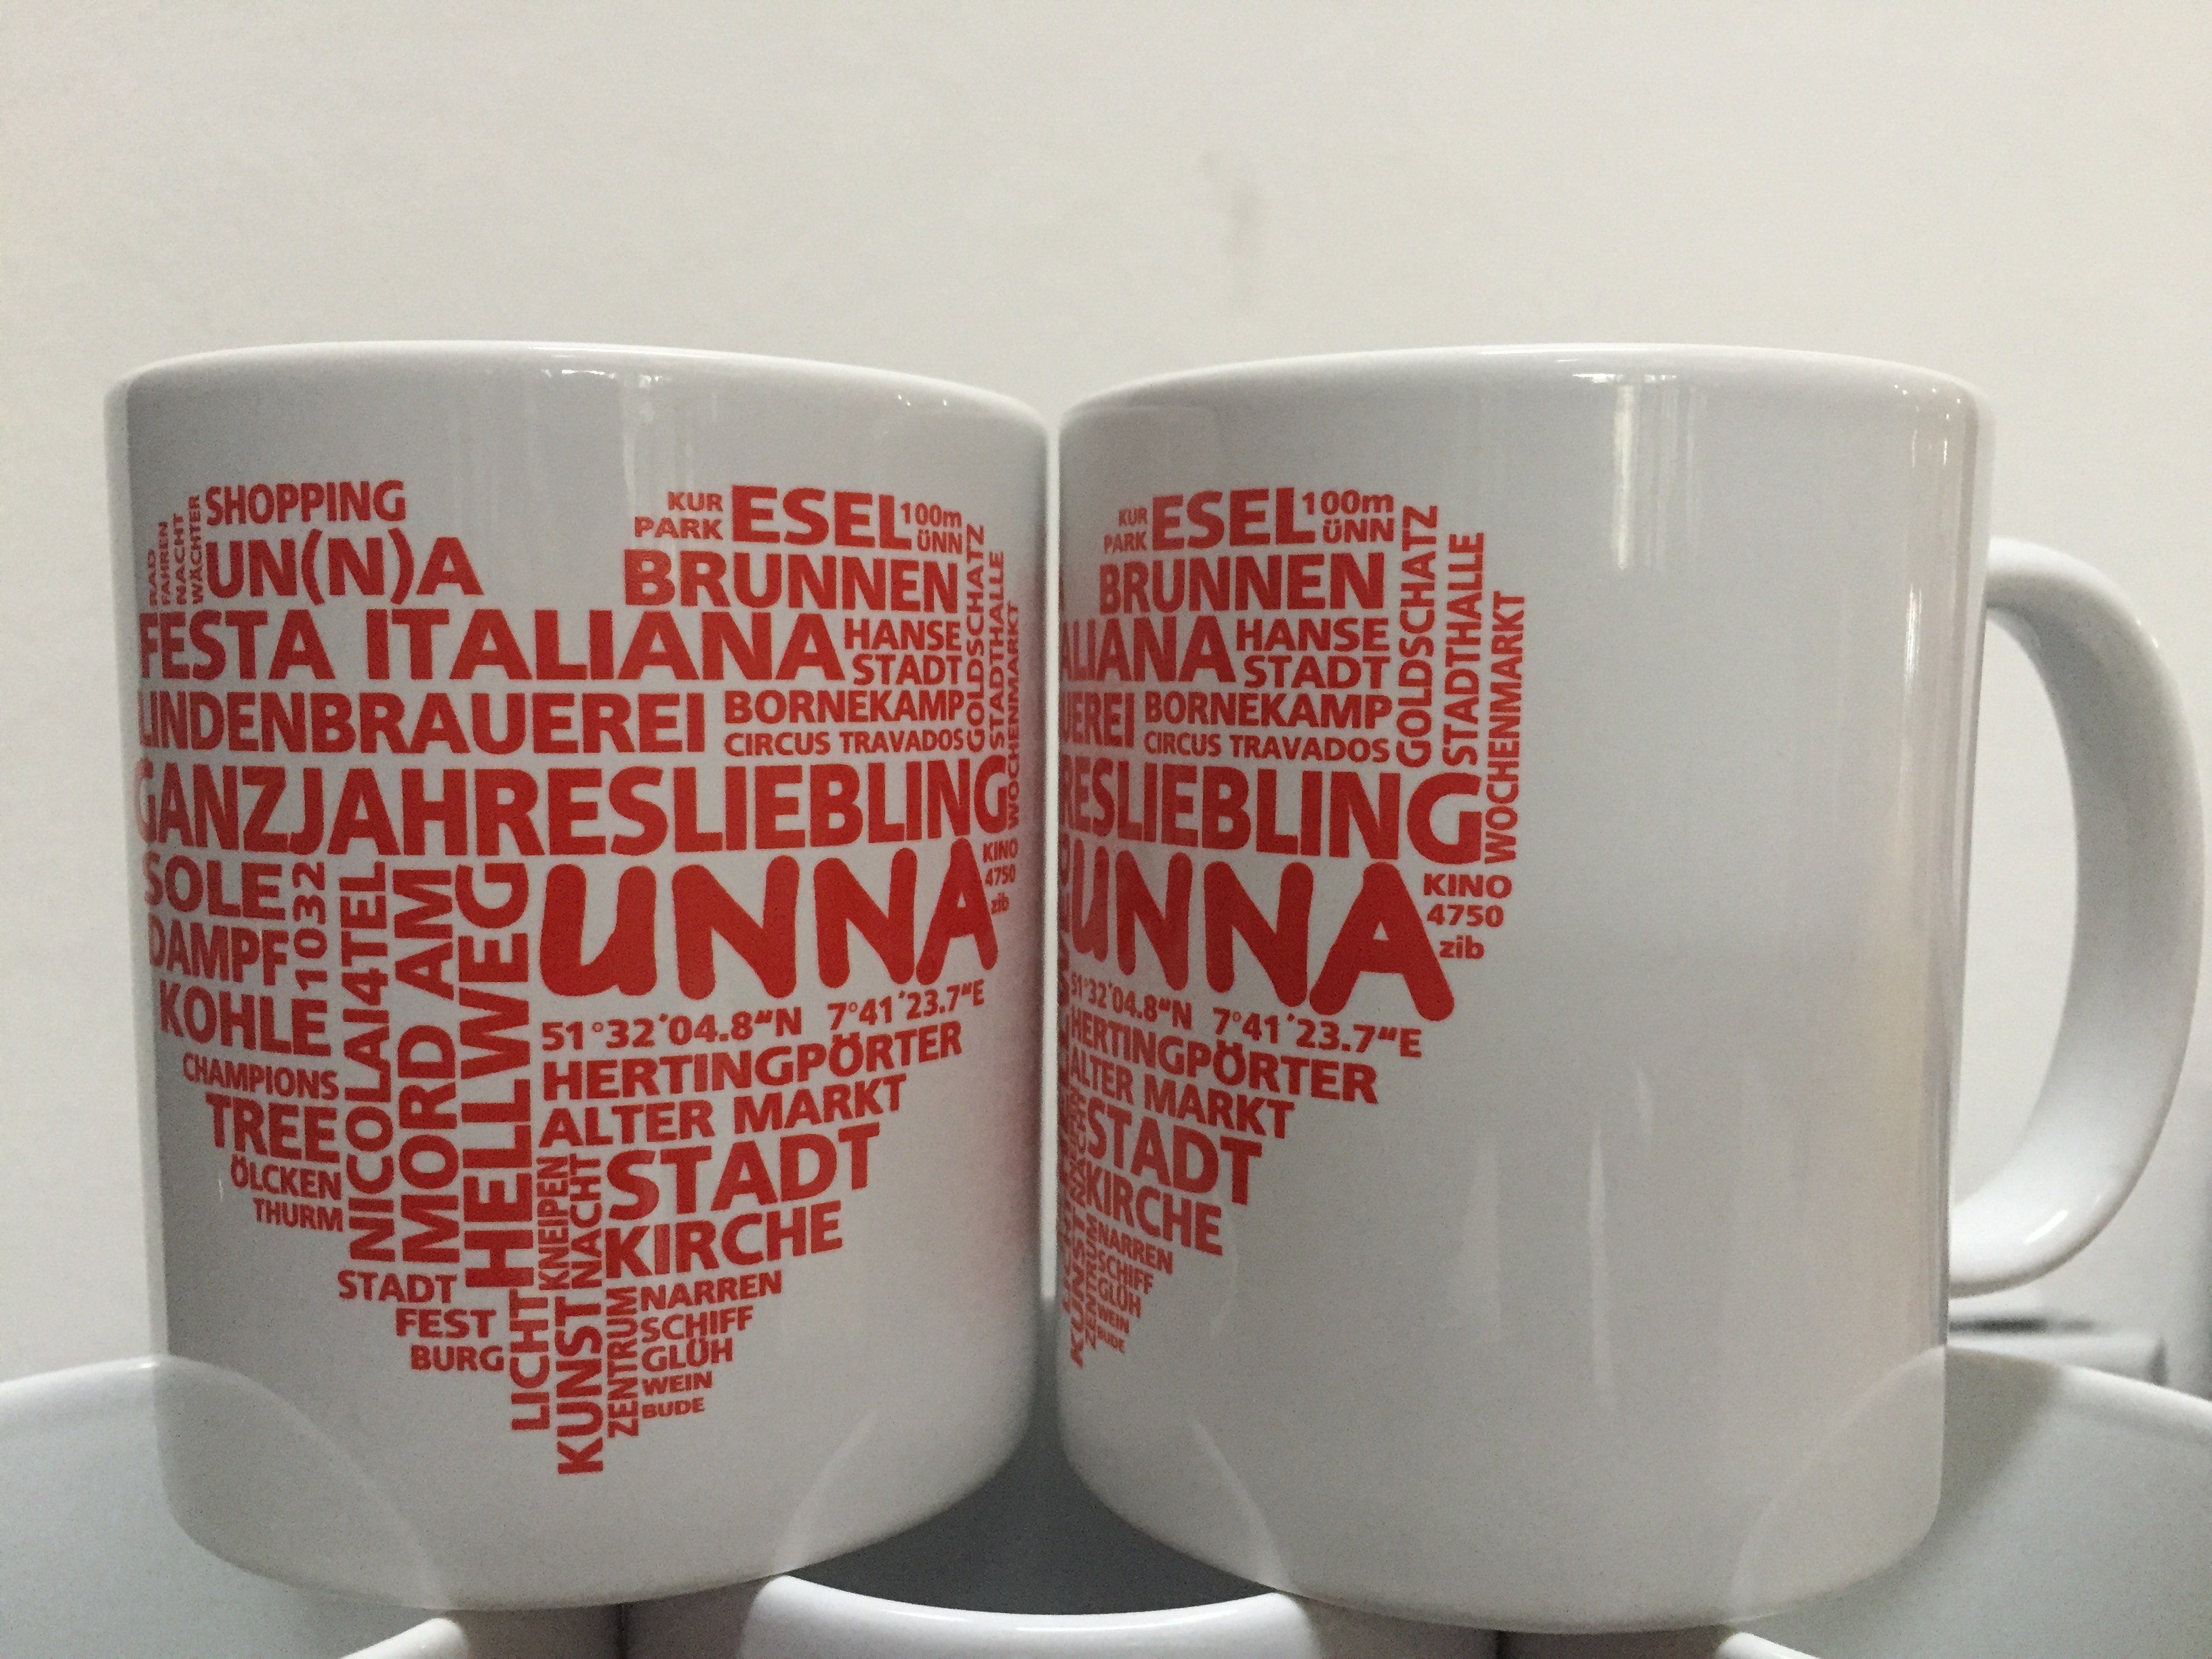 SHOPPING
UN(N)A
RAD
FAHREN
NACHT
WÄCHTER
KUR
PARK
ESEL
100m
ÜNN
BRUNNEN
FESTA ITALIANA
HANSE
STADT
LINDENBRAUEREI
BORNEKAMP
CIRCUS TRAVADOS
GOLDSCHATZ
STADTHALLE
WOCHENMARKT
GANZJAHRESLIEBLING
SOLE
DAMPF
KOHLE
1032
NICOLAI4TEL
MORD AM
HELLWEG
UNNA
KINO
4750
zib
51°32´04.8“N 7°41´23.7“E
HERTINGPÖRTER
ALTER MARKT
CHAMPIONS
TREE
ÖLCKEN
THURM
KNEIPEN
NACHT
STADT
KIRCHE
STADT
FEST
BURG
LICHT
KUNST
ZENTRUM
NARREN
SCHIFF
GLÜH
WEIN
BUDE
KUR
PARK
ESEL
100m
ÜNN
BRUNNEN
ALIANA
HANSE
STADT
UEREI
BORNEKAMP
CIRCUS TRAVADOS
GOLDSCHATZ
STADTHALLE
WOCHENMARKT
RESLIEBLING
UNNA
KINO
4750
zib
51°32´04.8“N 7°41´23.7“E
HERTINGPÖRTER
ALTER MARKT
STADT
KIRCHE
KUNST
ZENTRUM
NARREN
SCHIFF
GLÜH
WEIN
BUDE